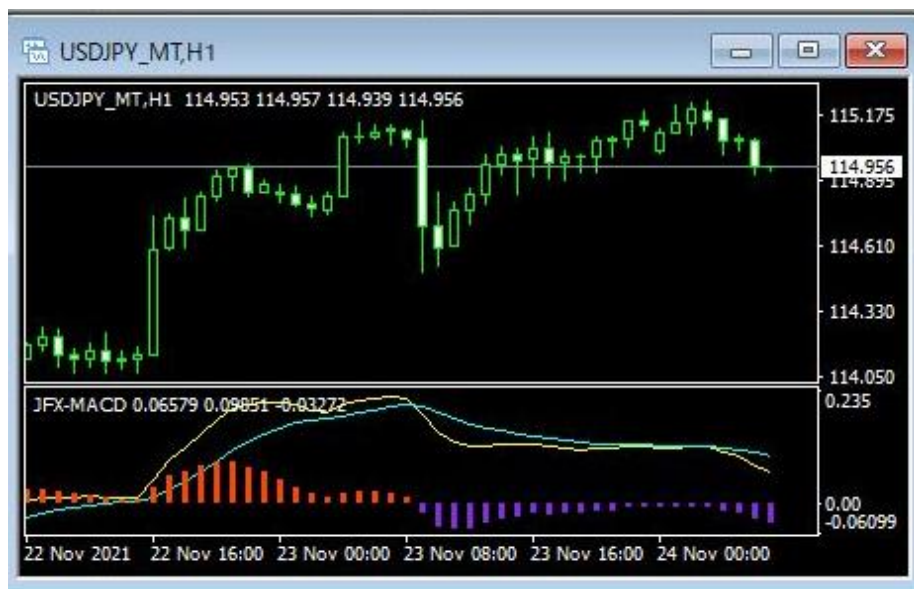 USDJPY_MT,H1
USDJPY_MT,H1 114.953 114.957 114.939 114.956
115.175
114.956
114.895
114.610
114.330
114.050
JFX-MACD 0.06579 0.09851 -0.03272
0.235
0.00
-0.06099
22 Nov 2021 22 Nov 16:00 23 Nov 00:00 23 Nov 08:00 23 Nov 16:00 24 Nov 00:00